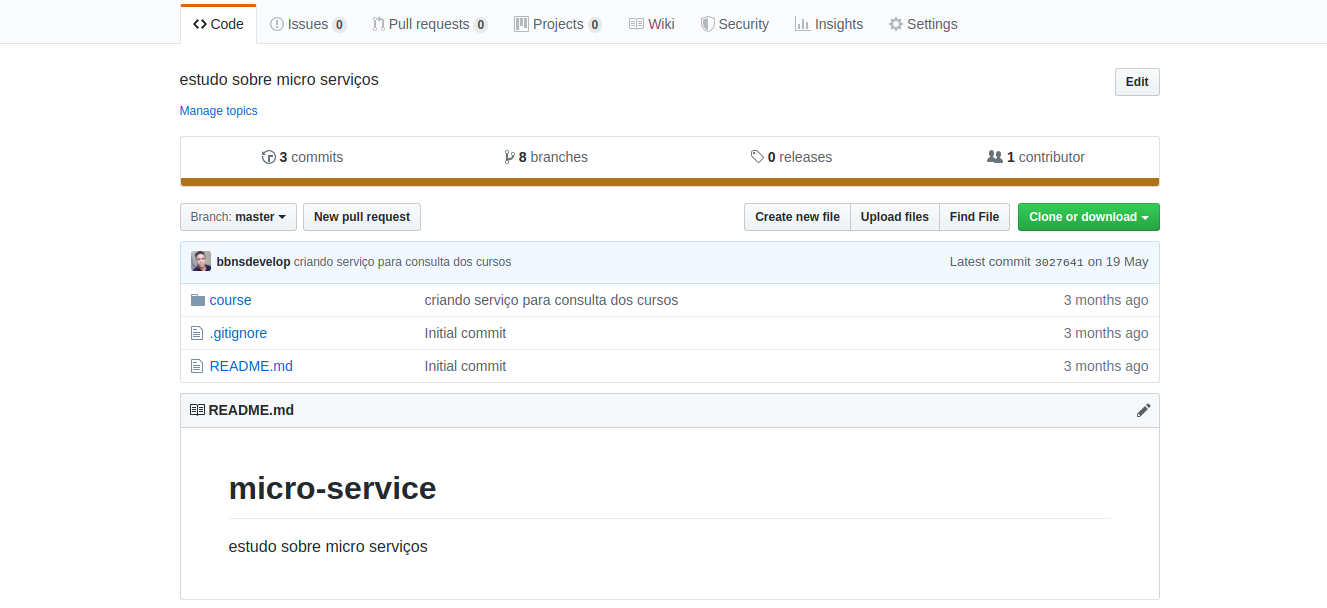 Code Issues 0 Pull requests 0 Projects 0 Wiki Security Insights Settings
estudo sobre micro serviços
Edit
Manage topics
3 commits 8 branches 0 releases 1 contributor
Branch: master New pull request Create new file Upload files Find File Clone or download
bbnsdevelop criando serviço para consulta dos cursos Latest commit 3027641 on 19 May
course criando serviço para consulta dos cursos 3 months ago
.gitignore Initial commit 3 months ago
README.md Initial commit 3 months ago
README.md
micro-service
estudo sobre micro serviços